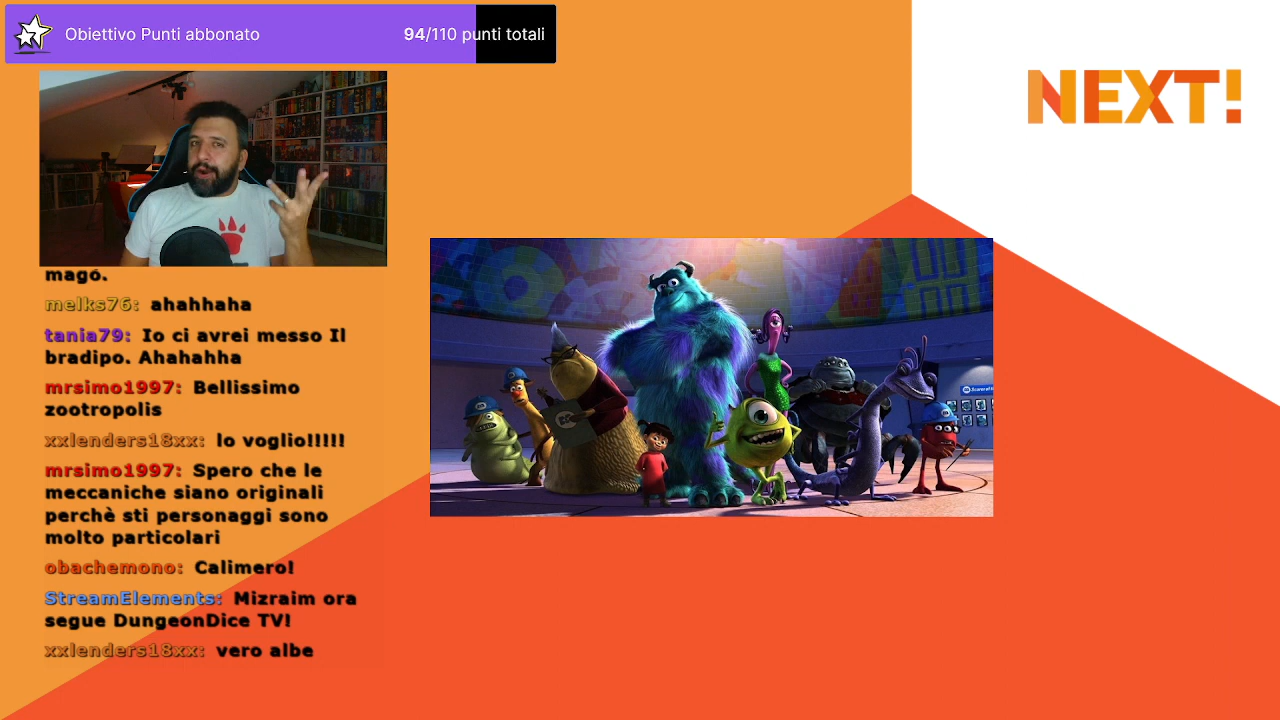 Obiettivo Punti abbonato
94/110 punti totali
NEXT!
mago.
melks76: ahahhaha
tania79: Io ci avrei messo Il
bradipo. Ahahahha
mrsimo1997: Bellissimo
zootropolis
xxlenders18xx: lo voglio!!!!!
mrsimo1997: Spero che le
meccaniche siano originali
perchè sti personaggi sono
molto particolari
obachemono: Calimero!
StreamElements: Mizraim ora
segue DungeonDice TV!
xxlenders18xx: vero albe